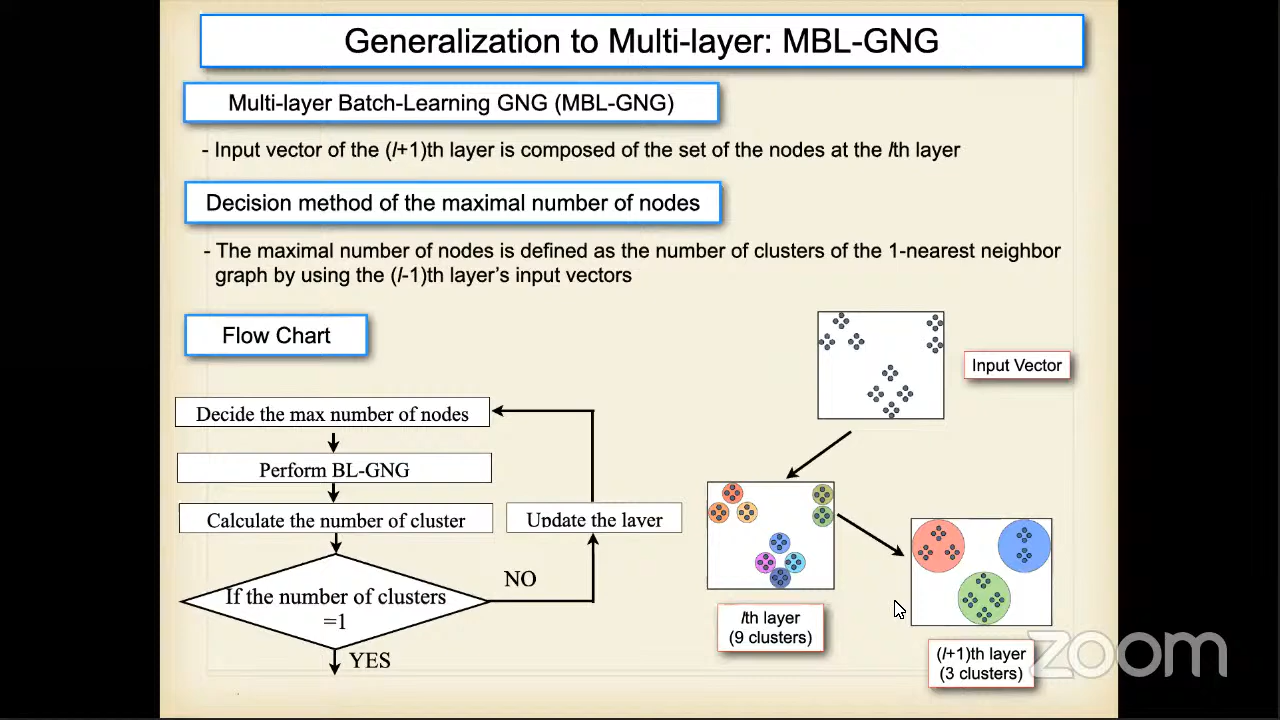 Generalization to Multi-layer: MBL-GNG
Multi-layer Batch-Learning GNG (MBL-GNG)
- Input vector of the (l+1)th layer is composed of the set of the nodes at the lth layer
Decision method of the maximal number of nodes
- The maximal number of nodes is defined as the number of clusters of the 1-nearest neighbor
graph by using the (l-1)th layer's input vectors
Flow Chart
Input Vector
Decide the max number of nodes
Perform BL-GNG
Calculate the number of cluster
Update the layer
If the number of clusters
=1
NO
YES
lth layer
(9 clusters)
(l+1)th layer
(3 clusters)
zoom